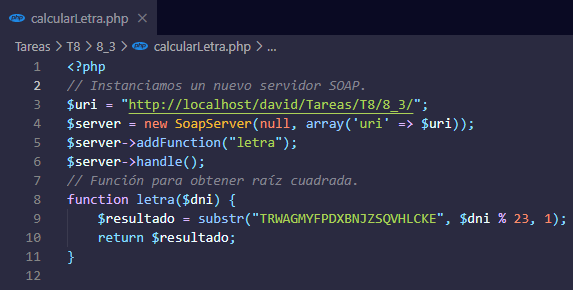 php calcularLetra.php ×
Tareas > T8 > 8_3 > php calcularLetra.php > ...
1 <?php
2 // Instanciamos un nuevo servidor SOAP.
3 $uri = "http://localhost/david/Tareas/T8/8_3/";
4 $server = new SoapServer(null, array('uri' => $uri));
5 $server->addFunction("letra");
6 $server->handle();
7 // Función para obtener raíz cuadrada.
8 function letra($dni) {
9     $resultado = substr("TRWAGMYFPDXBNJZSQVHLCKE", $dni % 23, 1);
10     return $resultado;
11 }
12